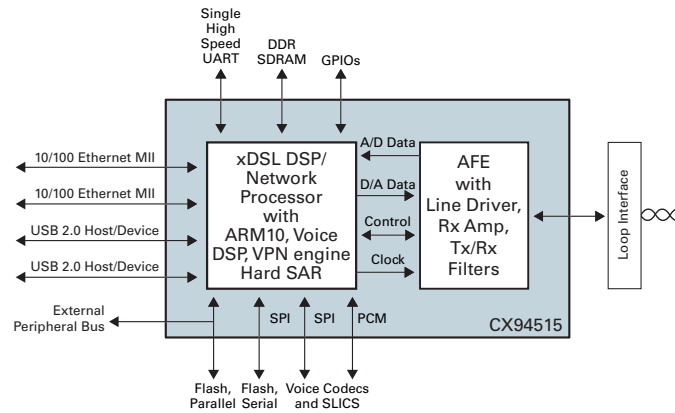 Single
High
Speed
UART
DDR
SDRAM
GPIOs
10/100 Ethernet MII
10/100 Ethernet MII
USB 2.0 Host/Device
USB 2.0 Host/Device
External
Peripheral Bus
xDSL DSP/
Network
Processor
with
ARM10, Voice
DSP, VPN engine
Hard SAR
A/D Data
D/A Data
Control
Clock
AFE
with
Line Driver,
Rx Amp,
Tx/Rx
Filters
Loop Interface
SPI
SPI
PCM
CX94515
Flash,
Parallel
Flash,
Serial
Voice Codecs
and SLICS